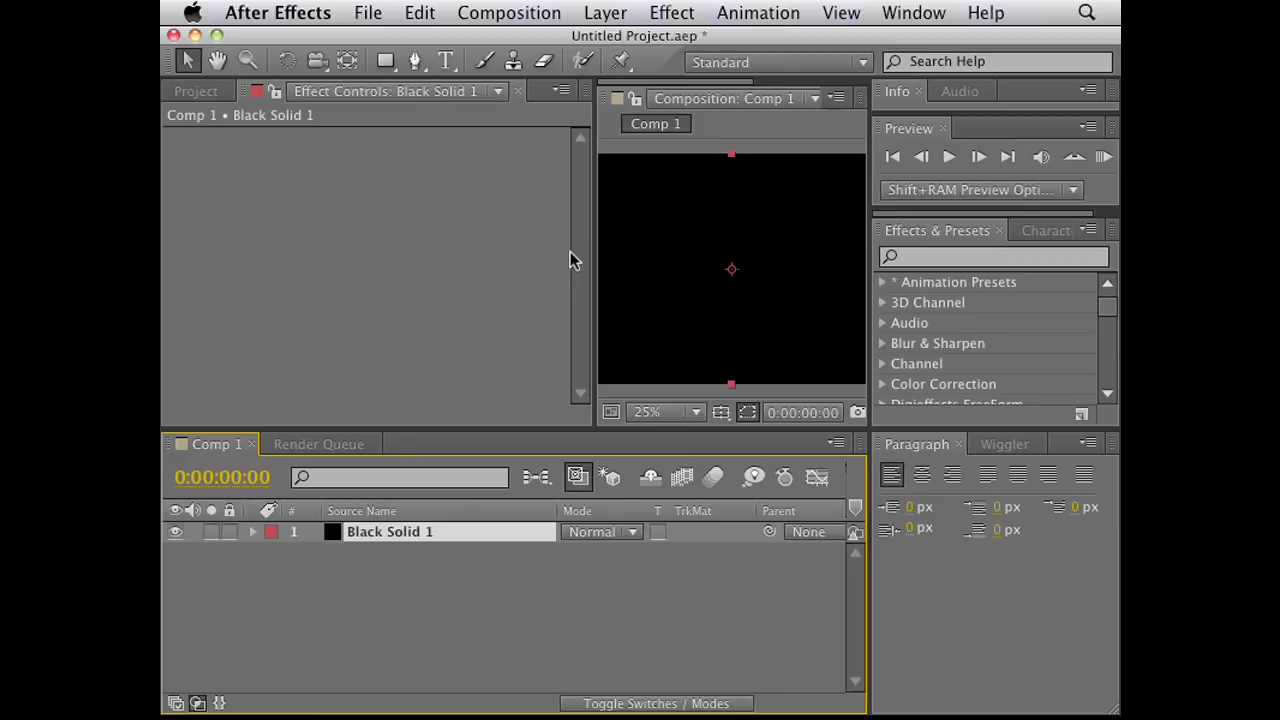 After Effects File Edit Composition Layer Effect Animation View Window Help
Untitled Project.aep *
Standard
Search Help
Project
Effect Controls: Black Solid 1
Comp 1 • Black Solid 1
Composition: Comp 1
Comp 1
25%
0:00:00:00
Info Audio
Preview
Shift+RAM Preview Opti...
Effects & Presets Charact
* Animation Presets
3D Channel
Audio
Blur & Sharpen
Channel
Color Correction
Digieffects FreeForm
Comp 1 Render Queue
0:00:00:00
# Source Name Mode T TrkMat Parent
1 Black Solid 1 Normal None
Toggle Switches / Modes
Paragraph Wiggler
0 px 0 px 0 px
0 px 0 px